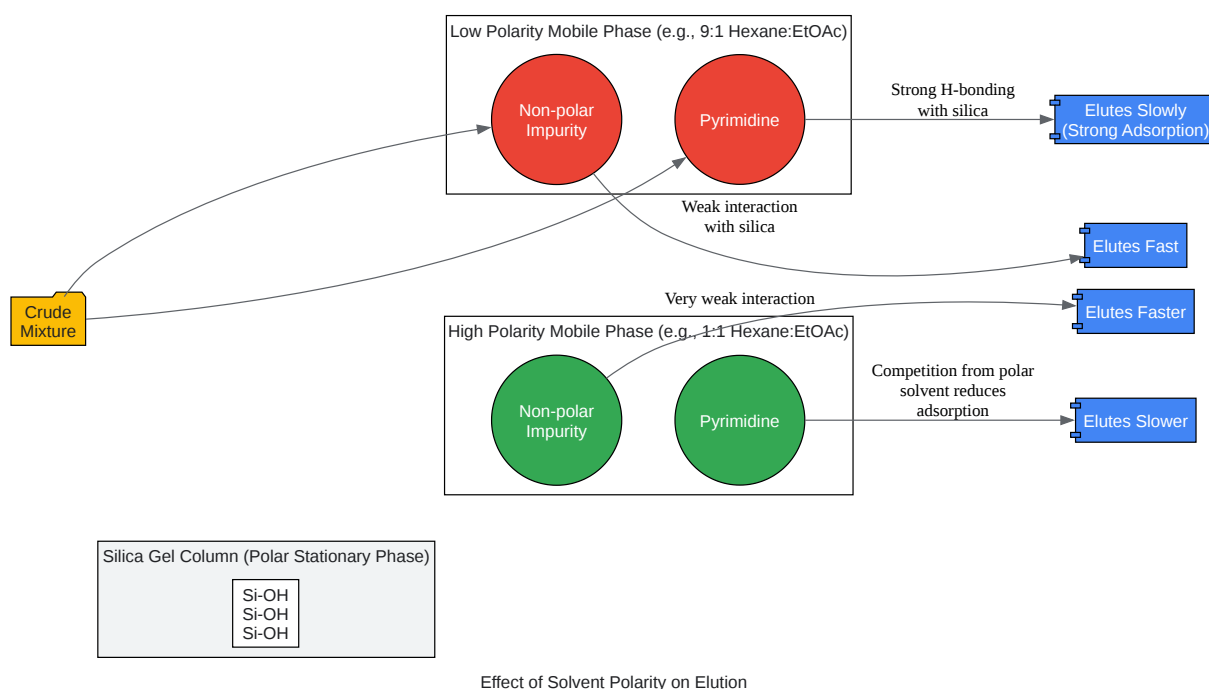 Low Polarity Mobile Phase (e.g., 9:1 Hexane:EtOAc)
Non-polar
Impurity
Pyrimidine
Strong H-bonding
with silica
Elutes Slowly
(Strong Adsorption)
Weak interaction
with silica
Elutes Fast
Crude
Mixture
Very weak interaction
Elutes Faster
High Polarity Mobile Phase (e.g., 1:1 Hexane:EtOAc)
Non-polar
Impurity
Pyrimidine
Competition from polar
solvent reduces
adsorption
Elutes Slower
Silica Gel Column (Polar Stationary Phase)
Si-OH
Si-OH
Si-OH
Effect of Solvent Polarity on Elution